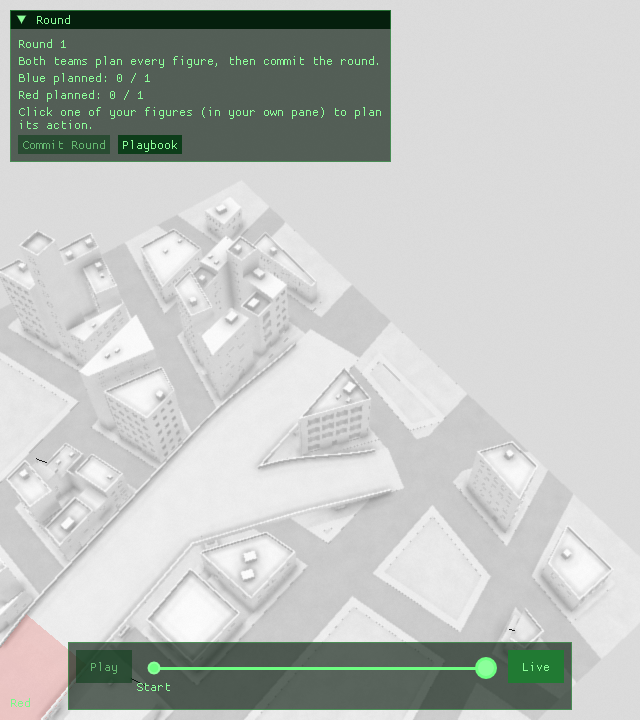 Round
Round 1
Both teams plan every figure, then commit the round.
Blue planned: 0 / 1
Red planned: 0 / 1
Click one of your figures (in your own pane) to plan
its action.
Commit Round
Playbook
Play
Start
Live
Red